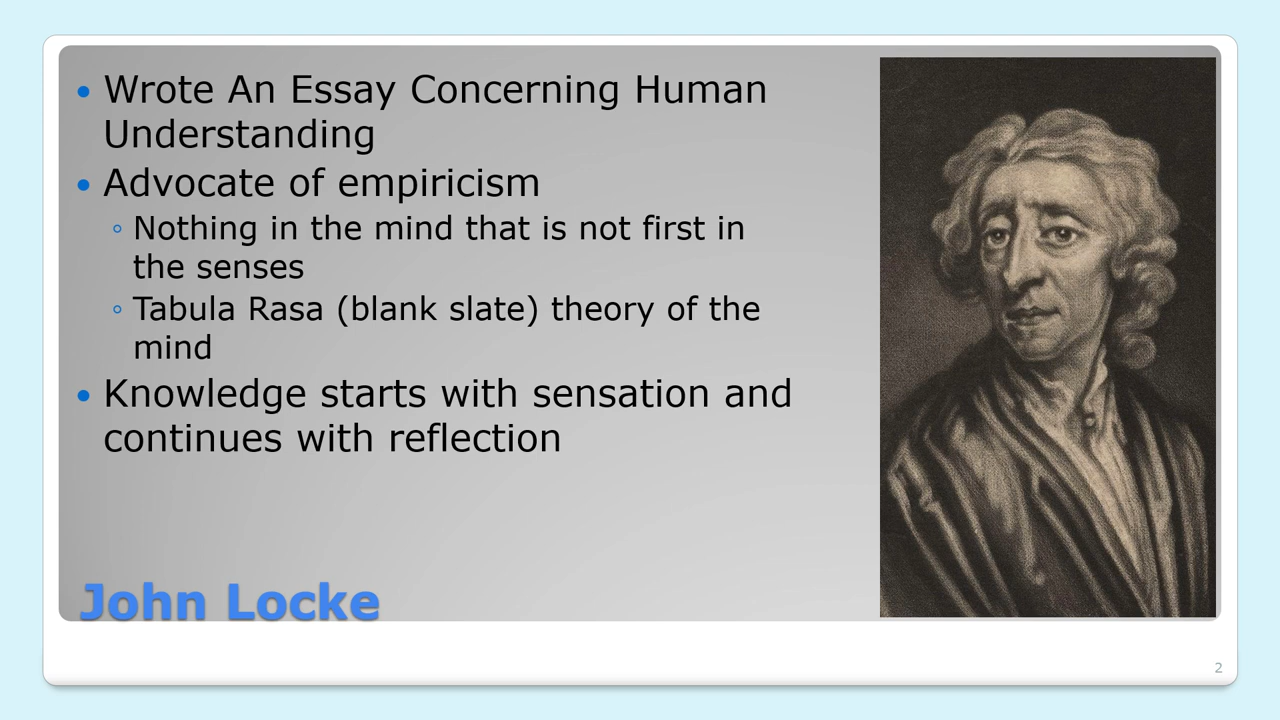 • Wrote An Essay Concerning Human
Understanding
• Advocate of empiricism
◦ Nothing in the mind that is not first in
the senses
◦ Tabula Rasa (blank slate) theory of the
mind
• Knowledge starts with sensation and
continues with reflection
John Locke
2